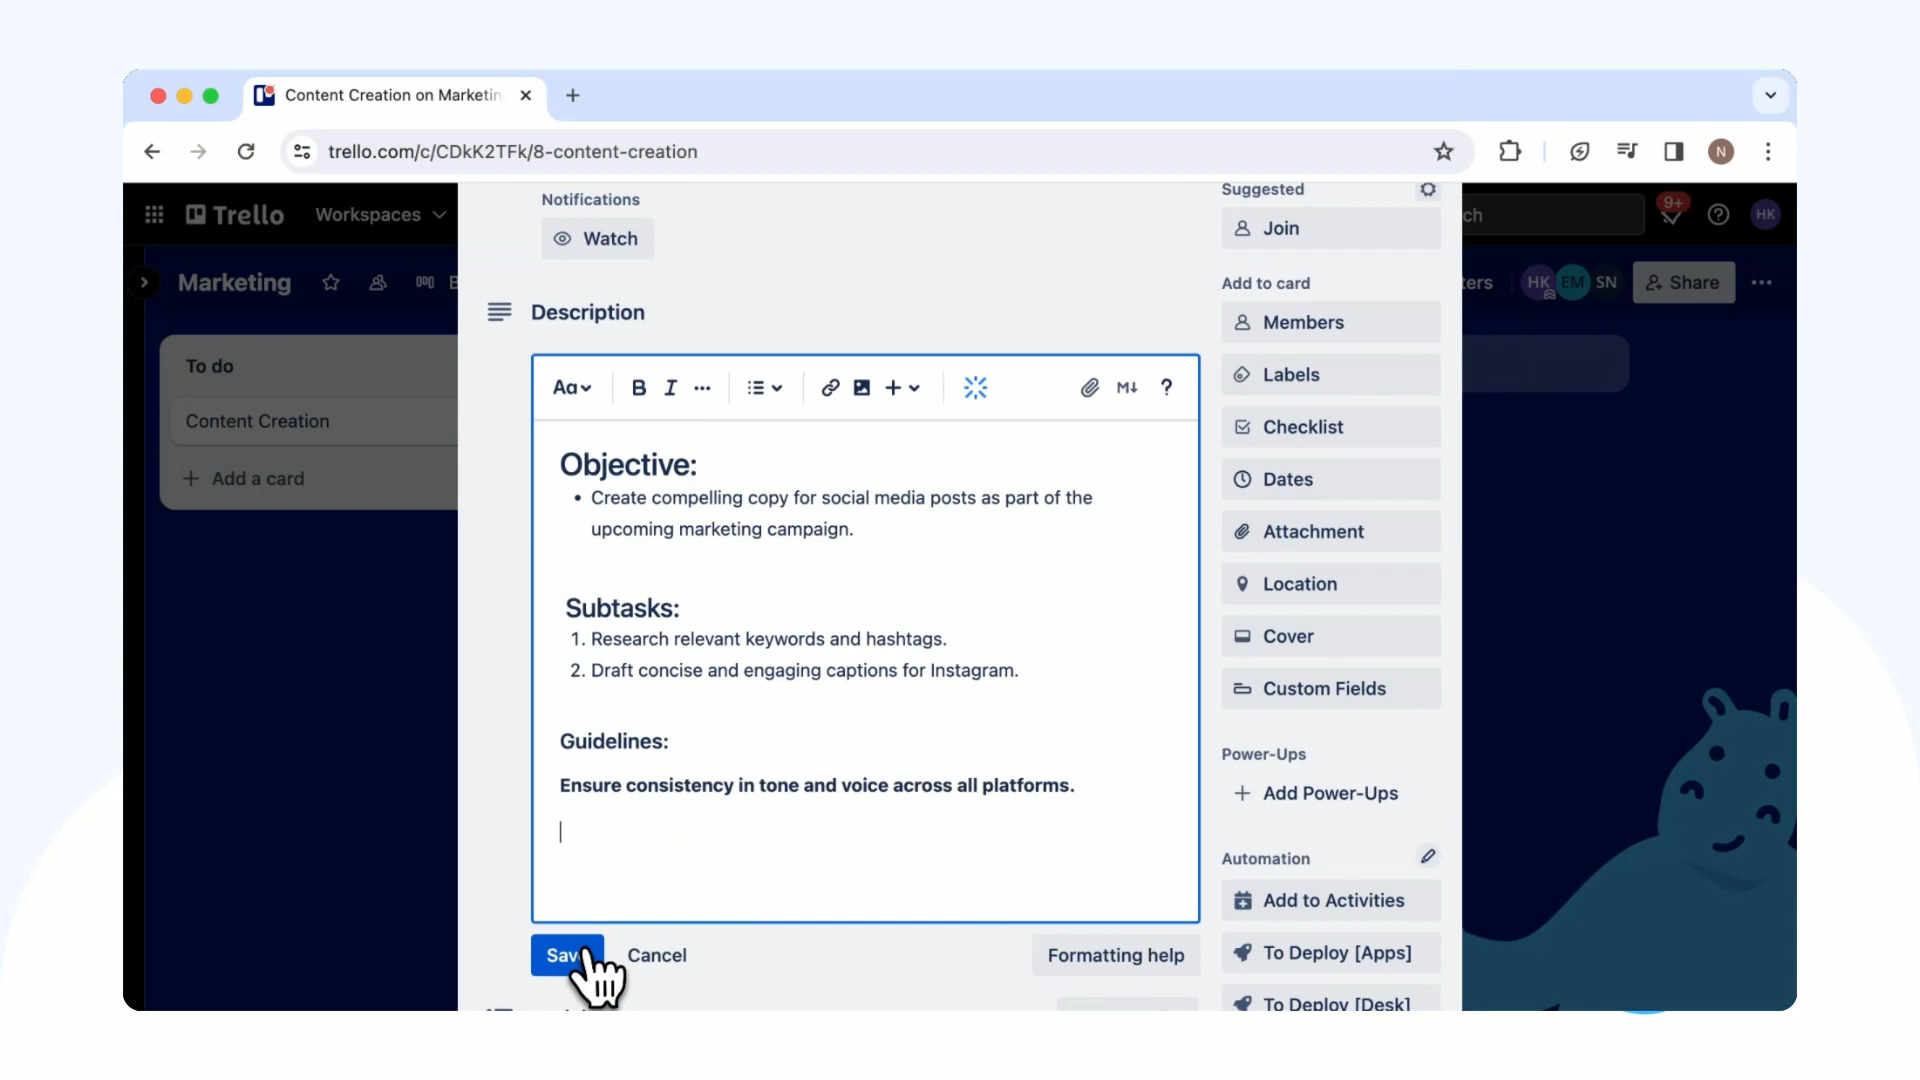 Content Creation on Marketin
trello.com/c/CDkK2TFk/8-content-creation
N
Trello
Workspaces
ch
9+
HK
Marketing
B
ters
HK
EM
SN
Share
To do
Content Creation
Add a card
Notifications
Watch
Description
Aa
B
I
M
?
Objective:
• Create compelling copy for social media posts as part of the
upcoming marketing campaign.
Subtasks:
1. Research relevant keywords and hashtags.
2. Draft concise and engaging captions for Instagram.
Guidelines:
Ensure consistency in tone and voice across all platforms.
Sav
Cancel
Formatting help
Suggested
Join
Add to card
Members
Labels
Checklist
Dates
Attachment
Location
Cover
Custom Fields
Power-Ups
Add Power-Ups
Automation
Add to Activities
To Deploy [Apps]
To Deploy [Desk]